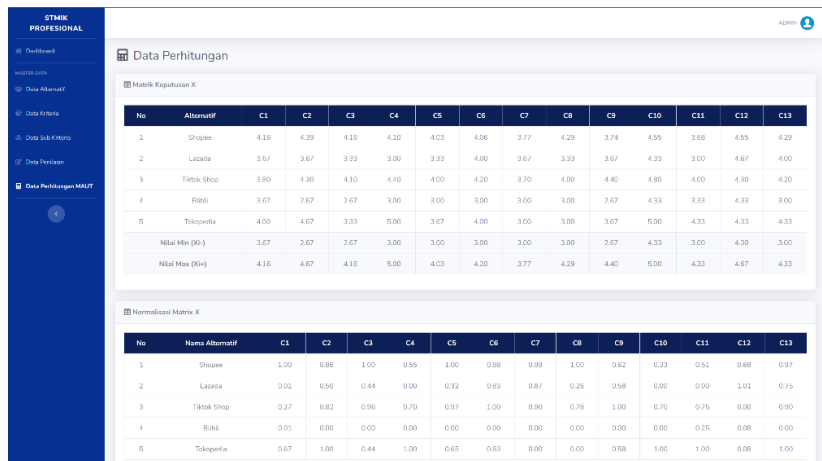 STMIK
PROFESIONAL
ADMIN
Dashboard
Data Perhitungan
MASTER DATA
Data Alternatif
Matrik Keputusan X
Data Kriteria
No Alternatif C1 C2 C3 C4 C5 C6 C7 C8 C9 C10 C11 C12 C13
Data Sub Kriteria
1 Shopee 4.16 4.39 4.16 4.10 4.03 4.06 3.77 4.29 3.74 4.55 3.68 4.55 4.29
Data Penilaian
2 Lazada 3.67 3.67 3.33 3.00 3.33 4.00 3.67 3.33 3.67 4.33 3.00 4.67 4.00
3 Tiktok Shop 3.80 4.30 4.10 4.40 4.00 4.20 3.70 4.00 4.40 4.80 4.00 4.30 4.20
Data Perhitungan MAUT
4 Blibli 3.67 2.67 2.67 3.00 3.00 3.00 3.00 3.00 2.67 4.33 3.33 4.33 3.00
5 Tokopedia 4.00 4.67 3.33 5.00 3.67 4.00 3.00 3.00 3.67 5.00 4.33 4.33 4.33
Nilai Min (Xi-) 3.67 2.67 2.67 3.00 3.00 3.00 3.00 3.00 2.67 4.33 3.00 4.30 3.00
Nilai Max (Xi+) 4.16 4.67 4.16 5.00 4.03 4.20 3.77 4.29 4.40 5.00 4.33 4.67 4.33
Normalisasi Matrix X
No Nama Alternatif C1 C2 C3 C4 C5 C6 C7 C8 C9 C10 C11 C12 C13
1 Shopee 1.00 0.86 1.00 0.55 1.00 0.88 0.99 1.00 0.62 0.33 0.51 0.68 0.97
2 Lazada 0.01 0.50 0.44 0.00 0.32 0.83 0.87 0.26 0.58 0.00 0.00 1.01 0.75
3 Tiktok Shop 0.27 0.82 0.96 0.70 0.97 1.00 0.90 0.78 1.00 0.70 0.75 0.00 0.90
4 Blibli 0.01 0.00 0.00 0.00 0.00 0.00 0.00 0.00 0.00 0.00 0.25 0.08 0.00
5 Tokopedia 0.67 1.00 0.44 1.00 0.65 0.83 0.00 0.00 0.58 1.00 1.00 0.08 1.00